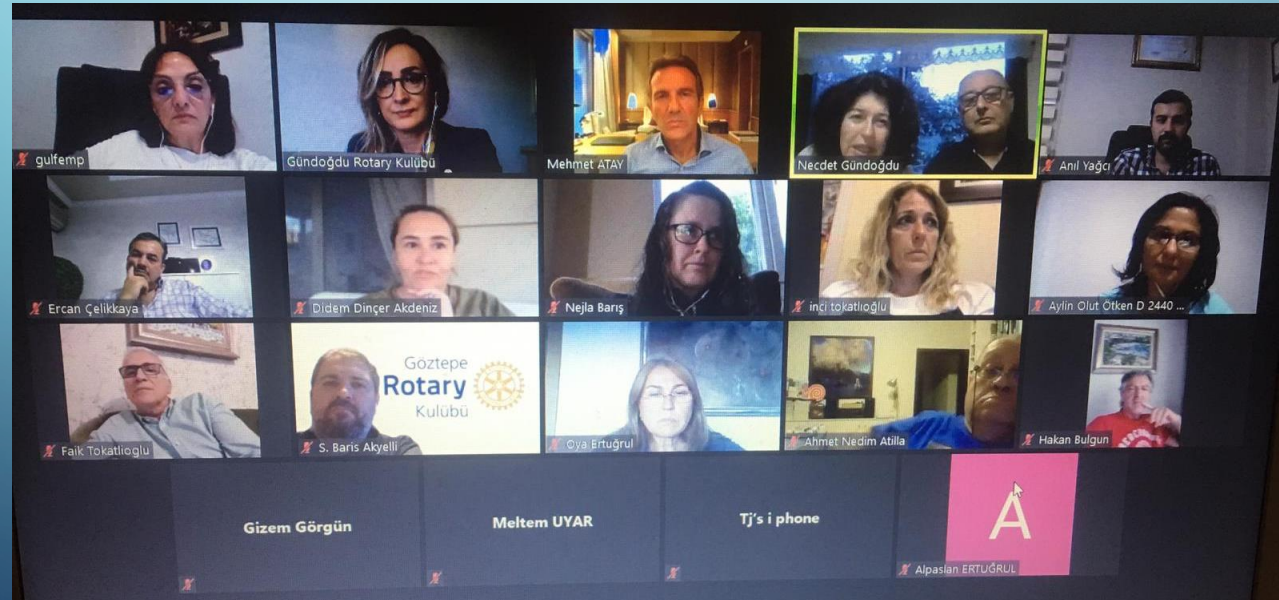 gulfemp
Gündoğdu Rotary Kulübü
Mehmet ATAY
Necdet Gündoğdu
Anıl Yağcı
Ercan Çelikkaya
Didem Dinçer Akdeniz
Nejla Barış
inci tokatlıoğlu
Aylin Olut Ötken D 2440 ...
Göztepe
Rotary
Kulübü
Faik Tokatlioglu
S. Baris Akyelli
Oya Ertuğrul
Ahmet Nedim Atilla
Hakan Bulgun
Gizem Görgün
Meltem UYAR
Tj's i phone
A
Alpaslan ERTUĞRUL